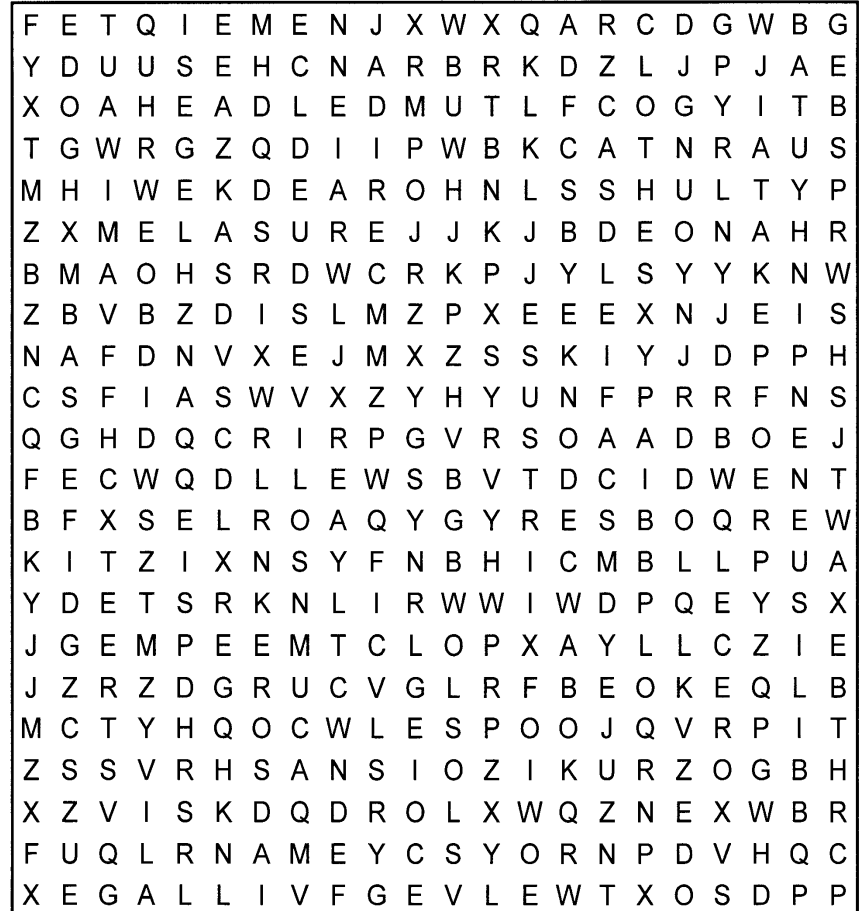 F E T Q I E M E N J X W X Q A R C D G W B G
Y D U U S E H C N A R B R K D Z L J P J A E
X O A H E A D L E D M U T L F C O G Y I T B
T G W R G Z Q D I I P W B K C A T N R A U S
M H I W E K D E A R O H N L S S H U L T Y P
Z X M E L A S U R E J J K J B D E O N A H R
B M A O H S R D W C R K P J Y L S Y Y K N W
Z B V B Z D I S L M Z P X E E E X N J E I S
N A F D N V X E J M X Z S S K I Y J D P P H
C S F I A S W V X Z Y H Y U N F P R R F N S
Q G H D Q C R I R P G V R S O A A D B O E J
F E C W Q D L L E W S B V T D C I D W E N T
B F X S E L R O A Q Y G Y R E S B O Q R E W
K I T Z I X N S Y F N B H I C M B L L P U A
Y D E T S R K N L I R W W I W D P Q E Y S X
J G E M P E E M T C L O P X A Y L L C Z I E
J Z R Z D G R U C V G L R F B E O K E Q L B
M C T Y H Q O C W L E S P O O J Q V R P I T
Z S S V R H S A N S I O Z I K U R Z O G B H
X Z V I S K D Q D R O L X W Q Z N E X W B R
F U Q L R N A M E Y C S Y O R N P D V H Q C
X E G A L L I V F G E V L E W T X O S D P P